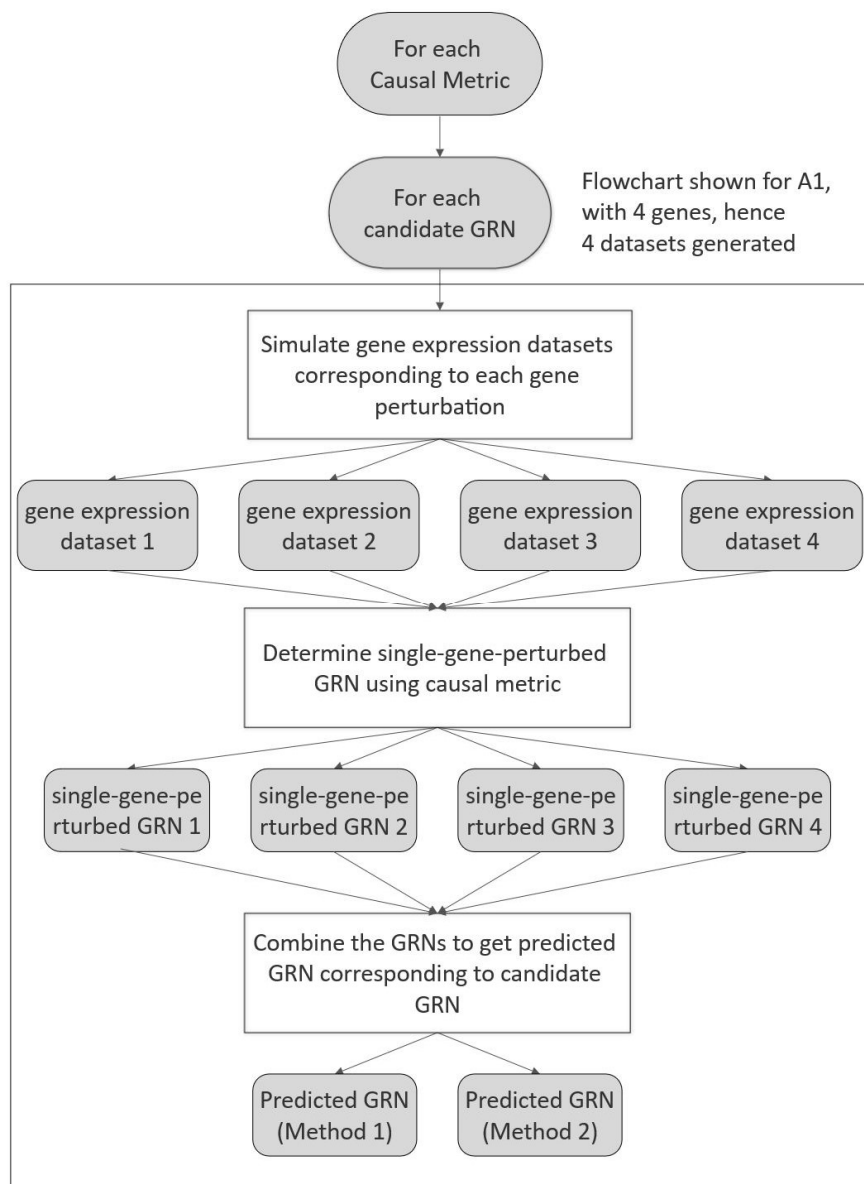 For each
Causal Metric
For each
candidate GRN
Flowchart shown for A1,
with 4 genes, hence
4 datasets generated
Simulate gene expression datasets
corresponding to each gene
perturbation
gene expression
dataset 1
gene expression
dataset 2
gene expression
dataset 3
gene expression
dataset 4
Determine single-gene-perturbed
GRN using causal metric
single-gene-pe
rturbed GRN 1
single-gene-pe
rturbed GRN 2
single-gene-pe
rturbed GRN 3
single-gene-pe
rturbed GRN 4
Combine the GRNs to get predicted
GRN corresponding to candidate
GRN
Predicted GRN
(Method 1)
Predicted GRN
(Method 2)